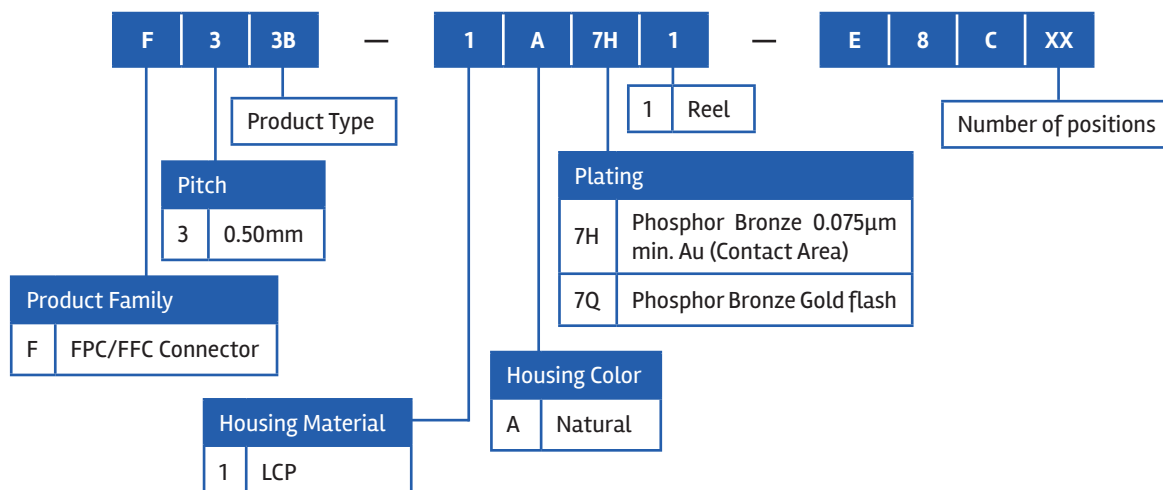 F 3 3B — 1 A 7H 1 — E 8 C XX
1 Reel
Product Type
Number of positions
Pitch
3 0.50mm
Plating
7H Phosphor Bronze 0.075µm
min. Au (Contact Area)
7Q Phosphor Bronze Gold flash
Product Family
F FPC/FFC Connector
Housing Color
A Natural
Housing Material
1 LCP